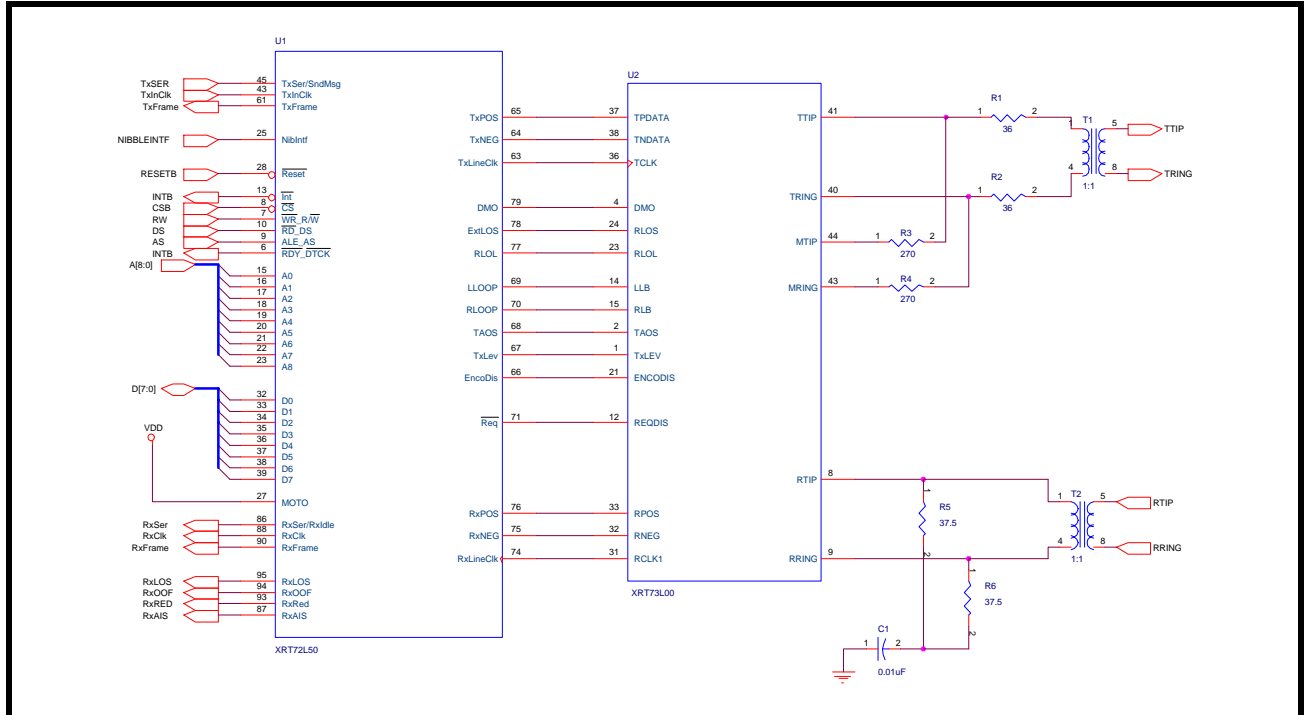 U1
TxSER 45 TxSer/SndMsg
TxInClk 43 TxInClk
TxFrame 61 TxFrame
NIBBLEINTF 25 NibIntf
RESETB 28 Reset
INTB 13 Int
CSB 8 CS
RW 7 WR_R/W
DS 10 RD_DS
AS 9 ALE_AS
INTB 6 RDY_DTCK
A[8:0]
15 A0
16 A1
17 A2
18 A3
19 A4
20 A5
21 A6
22 A7
23 A8
D[7:0]
32 D0
33 D1
34 D2
35 D3
36 D4
37 D5
38 D6
39 D7
VDD
27 MOTO
RxSer 86 RxSer/RxIdle
RxClk 88 RxClk
RxFrame 90 RxFrame
RxLOS 95 RxLOS
RxOOF 94 RxOOF
RxRED 93 RxRed
RxAIS 87 RxAIS
XRT72L50
U2
TxPOS 65 37 TPDATA
TxNEG 64 38 TNDATA
TxLineClk 63 36 TCLK
DMO 79 4 DMO
ExtLOS 78 24 RLOS
RLOL 77 23 RLOL
LLOOP 69 14 LLB
RLOOP 70 15 RLB
TAOS 68 2 TAOS
TxLev 67 1 TxLEV
EncoDis 66 21 ENCODIS
Req 71 12 REQDIS
RxPOS 76 33 RPOS
RxNEG 75 32 RNEG
RxLineClk 74 31 RCLK1
XRT73L00
TTIP 41
TRING 40
MTIP 44
MRING 43
RTIP 8
RRING 9
R1
1 2
36
R2
1 2
36
R3
1 2
270
R4
1 2
270
T1
1 5
4 8
1:1
TTIP
TRING
R5
1
37.5
2
R6
1
37.5
2
T2
1 5
4 8
1:1
RTIP
RRING
C1
1 2
0.01uF